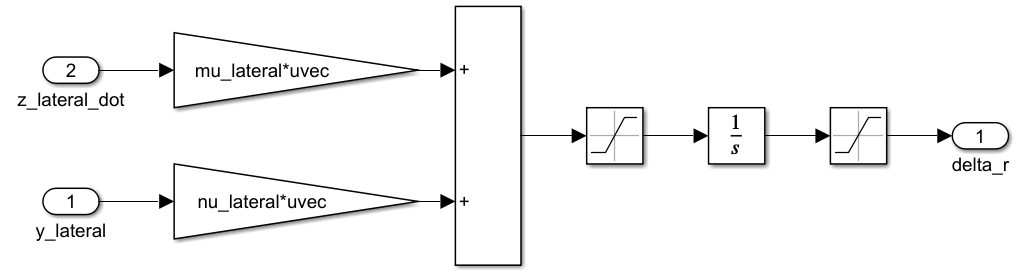 2
z_lateral_dot
mu_lateral*uvec
+
1
y_lateral
nu_lateral*uvec
+
1
s
1
delta_r